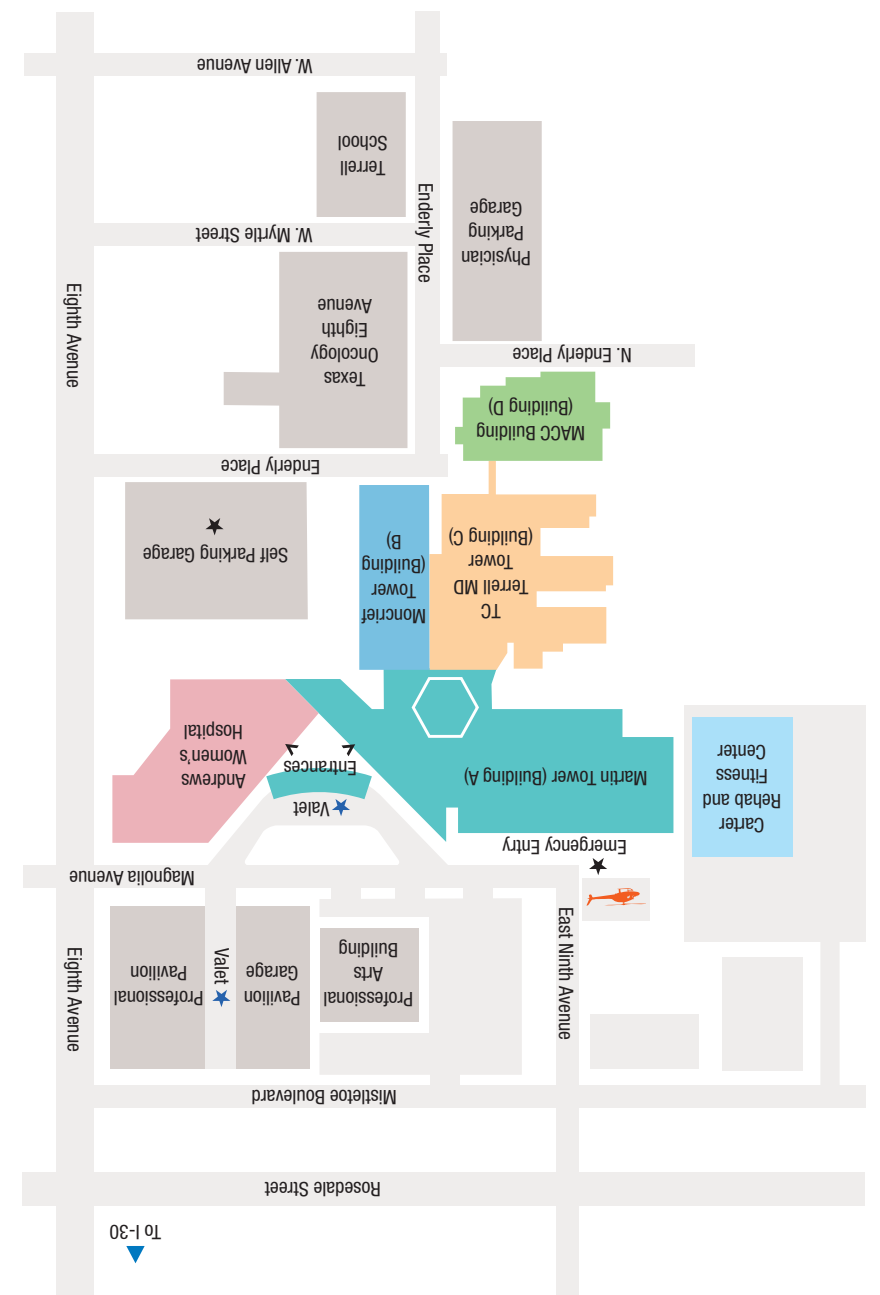 To I-30
Rosedale Street
Mistletoe Boulevard
East Ninth Avenue
Eighth Avenue
Professional
Arts
Building
Pavilion
Garage
Valet
Professional
Pavilion
Magnolia Avenue
Emergency Entry
Carter
Rehab and
Fitness
Center
Valet
Entrances
Martin Tower (Building A)
Andrews
Women's
Hospital
TC
Terrell MD
Tower
(Building C)
Moncrief
Tower
(Building
B)
Self Parking Garage
Enderly Place
MACC Building
(Building D)
N. Enderly Place
Texas
Oncology
Eighth
Avenue
Eighth Avenue
Physician
Parking
Garage
Enderly Place
W. Myrtle Street
Terrell
School
W. Allen Avenue